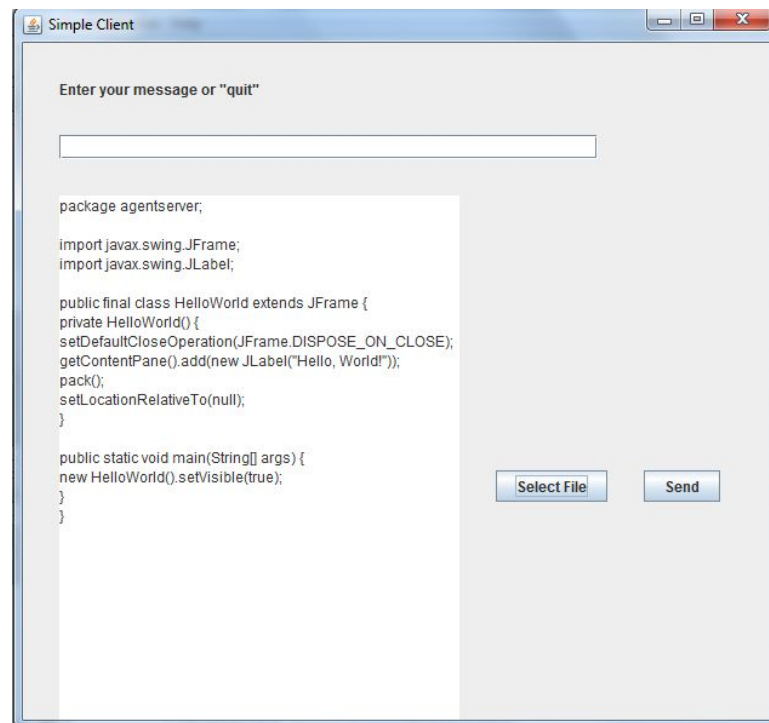 Simple Client
Enter your message or "quit"
package agentserver;
import javax.swing.JFrame;
import javax.swing.JLabel;
public final class HelloWorld extends JFrame {
private HelloWorld() {
setDefaultCloseOperation(JFrame.DISPOSE_ON_CLOSE);
getContentPane().add(new JLabel("Hello, World!"));
pack();
setLocationRelativeTo(null);
}
public static void main(String[] args) {
new HelloWorld().setVisible(true);
}
}
Select File
Send